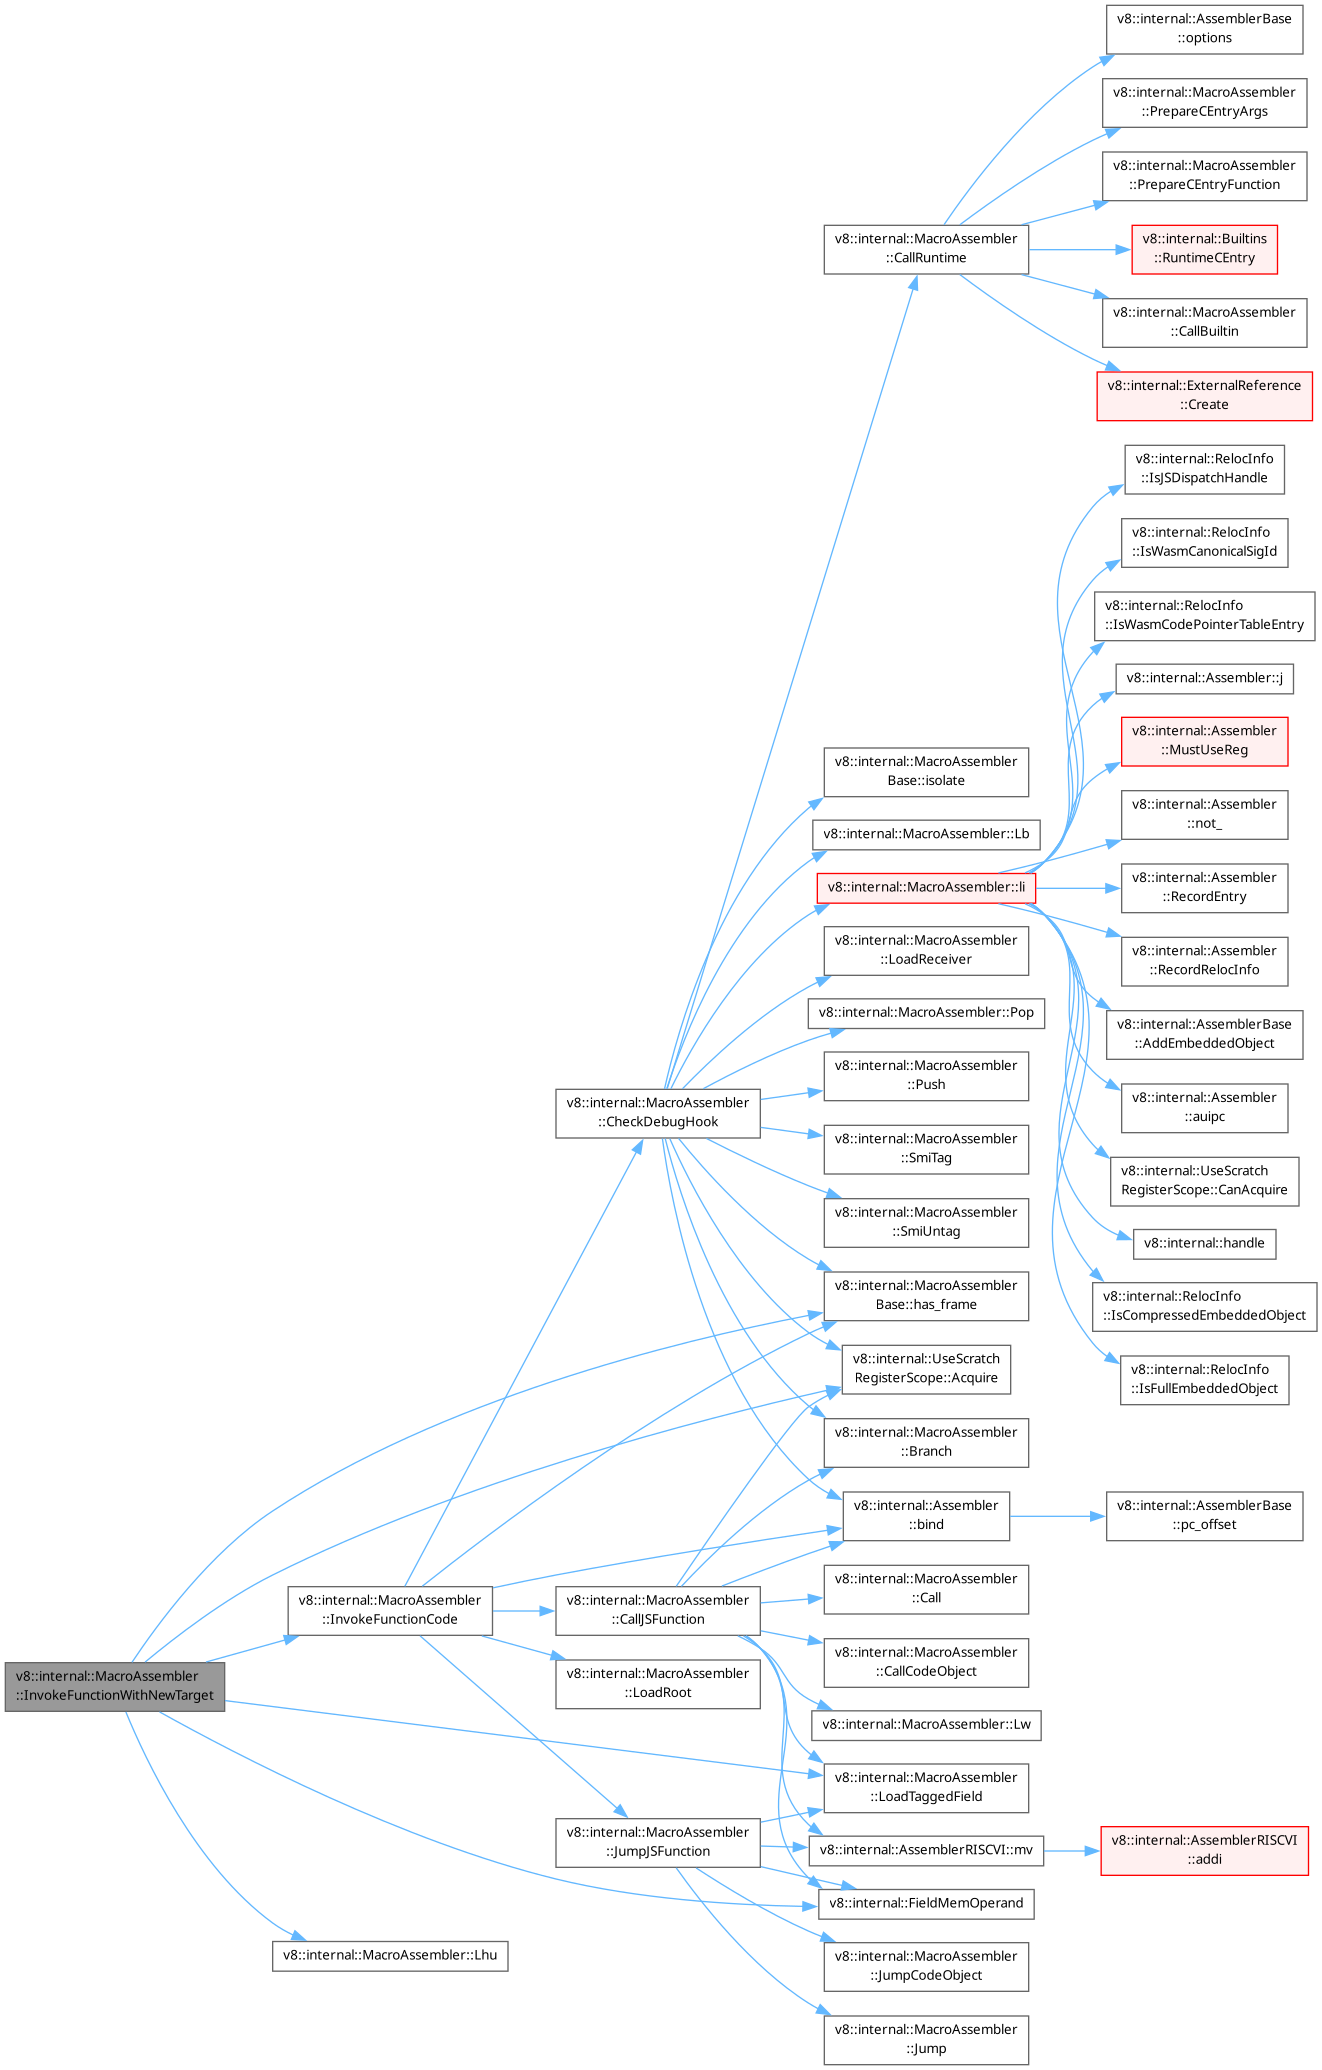 v8::internal::AssemblerBase
::options
v8::internal::MacroAssembler
::PrepareCEntryArgs
v8::internal::MacroAssembler
::PrepareCEntryFunction
v8::internal::MacroAssembler
::CallRuntime
v8::internal::Builtins
::RuntimeCEntry
v8::internal::MacroAssembler
::CallBuiltin
v8::internal::ExternalReference
::Create
v8::internal::RelocInfo
::IsJSDispatchHandle
v8::internal::RelocInfo
::IsWasmCanonicalSigId
v8::internal::RelocInfo
::IsWasmCodePointerTableEntry
v8::internal::Assembler::j
v8::internal::Assembler
::MustUseReg
v8::internal::MacroAssembler
Base::isolate
v8::internal::Assembler
::not_
v8::internal::MacroAssembler::Lb
v8::internal::MacroAssembler::li
v8::internal::Assembler
::RecordEntry
v8::internal::MacroAssembler
::LoadReceiver
v8::internal::Assembler
::RecordRelocInfo
v8::internal::MacroAssembler::Pop
v8::internal::AssemblerBase
::AddEmbeddedObject
v8::internal::MacroAssembler
::Push
v8::internal::MacroAssembler
::CheckDebugHook
v8::internal::Assembler
::auipc
v8::internal::MacroAssembler
::SmiTag
v8::internal::UseScratch
RegisterScope::CanAcquire
v8::internal::MacroAssembler
::SmiUntag
v8::internal::handle
v8::internal::MacroAssembler
Base::has_frame
v8::internal::RelocInfo
::IsCompressedEmbeddedObject
v8::internal::UseScratch
RegisterScope::Acquire
v8::internal::RelocInfo
::IsFullEmbeddedObject
v8::internal::MacroAssembler
::Branch
v8::internal::Assembler
::bind
v8::internal::AssemblerBase
::pc_offset
v8::internal::MacroAssembler
::InvokeFunctionCode
v8::internal::MacroAssembler
::CallJSFunction
v8::internal::MacroAssembler
::Call
v8::internal::MacroAssembler
::InvokeFunctionWithNewTarget
v8::internal::MacroAssembler
::LoadRoot
v8::internal::MacroAssembler
::CallCodeObject
v8::internal::MacroAssembler::Lw
v8::internal::MacroAssembler
::LoadTaggedField
v8::internal::MacroAssembler
::JumpJSFunction
v8::internal::AssemblerRISCVI::mv
v8::internal::AssemblerRISCVI
::addi
v8::internal::FieldMemOperand
v8::internal::MacroAssembler::Lhu
v8::internal::MacroAssembler
::JumpCodeObject
v8::internal::MacroAssembler
::Jump